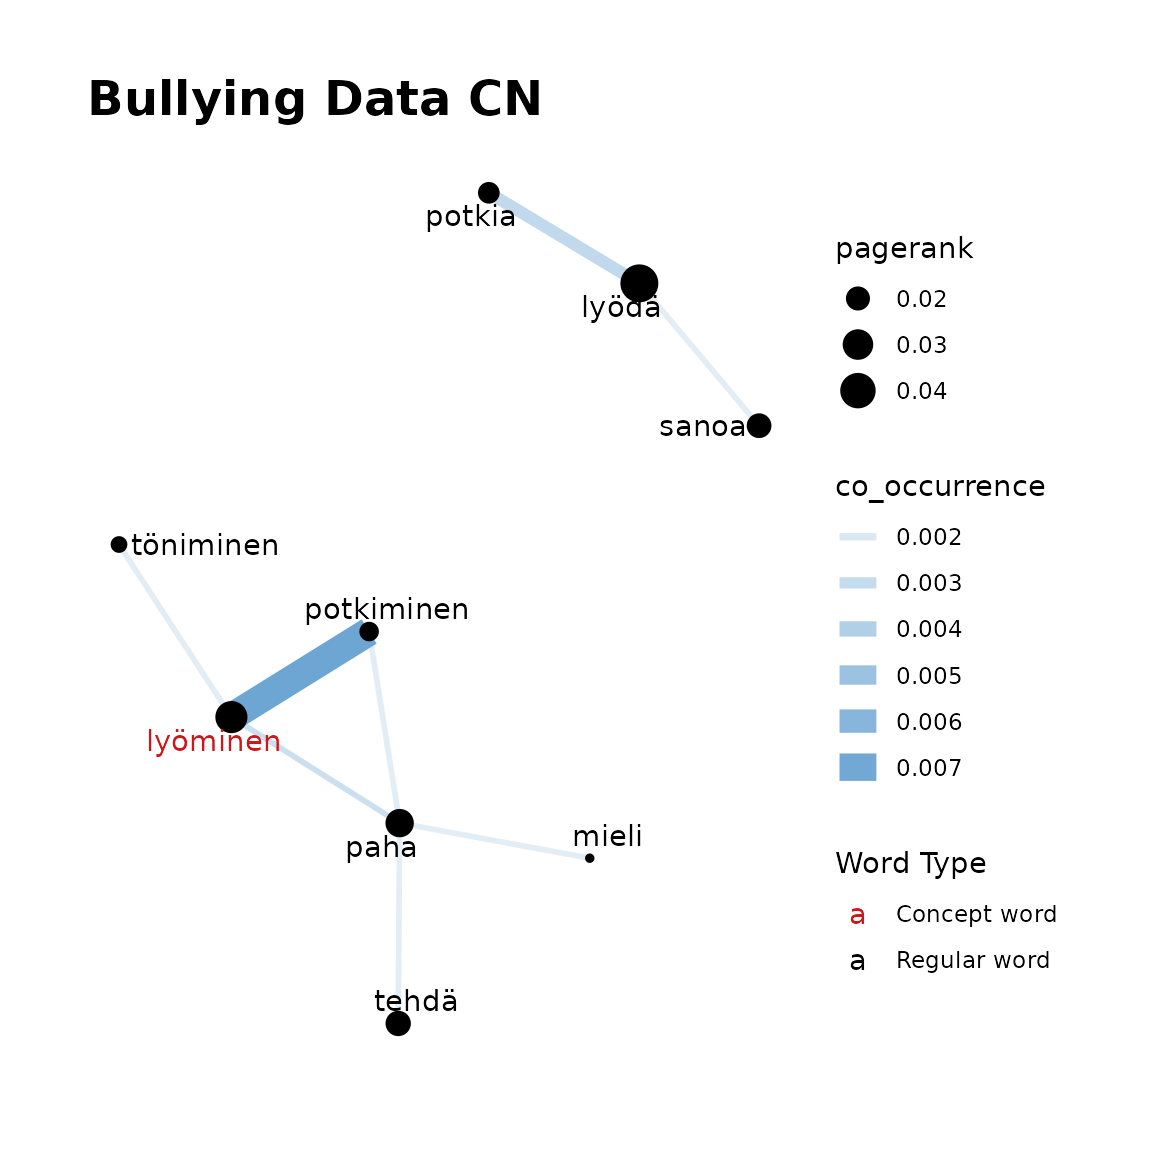 Bullying Data CN
potkia
lyödä
sanoa
töniminen
potkiminen
lyöminen
paha
mieli
tehdä
pagerank
0.02
0.03
0.04
co_occurrence
0.002
0.003
0.004
0.005
0.006
0.007
Word Type
a Concept word
a Regular word